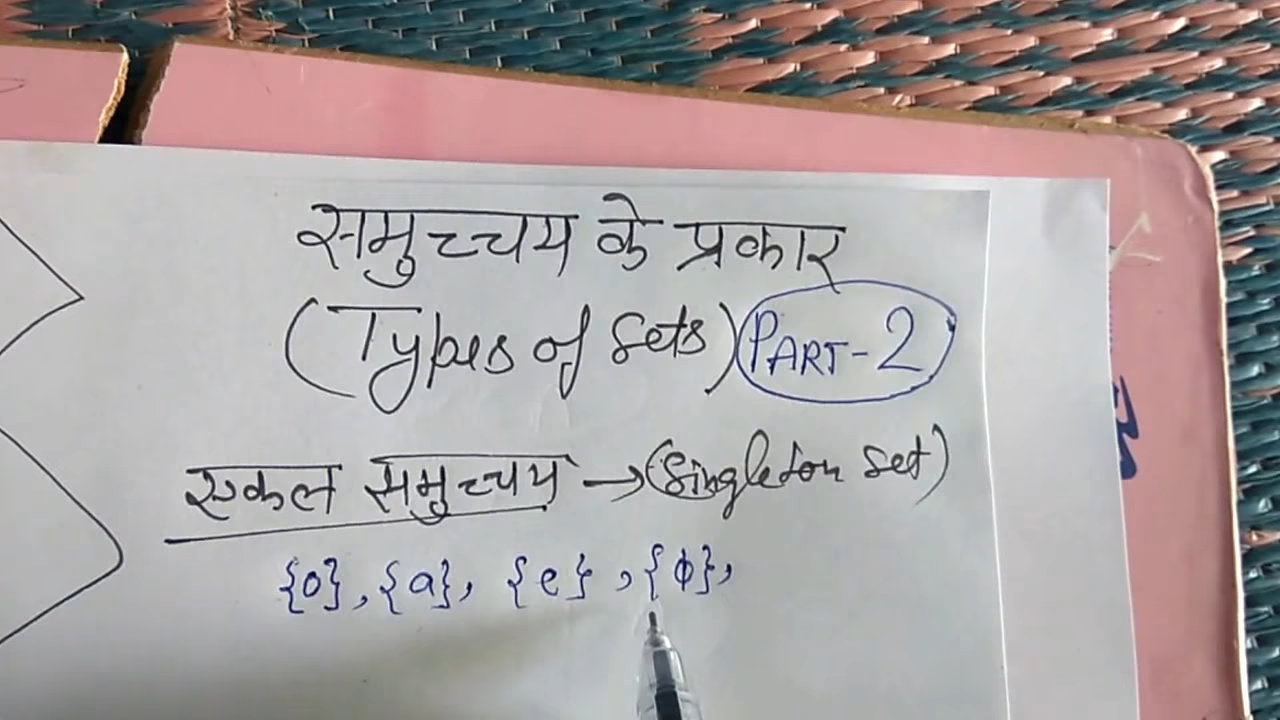 समुच्चय के प्रकार
(Types of Sets) PART-2
एकल समुच्चय → (Singleton set)
{0}, {a}, {e}, {ϕ},